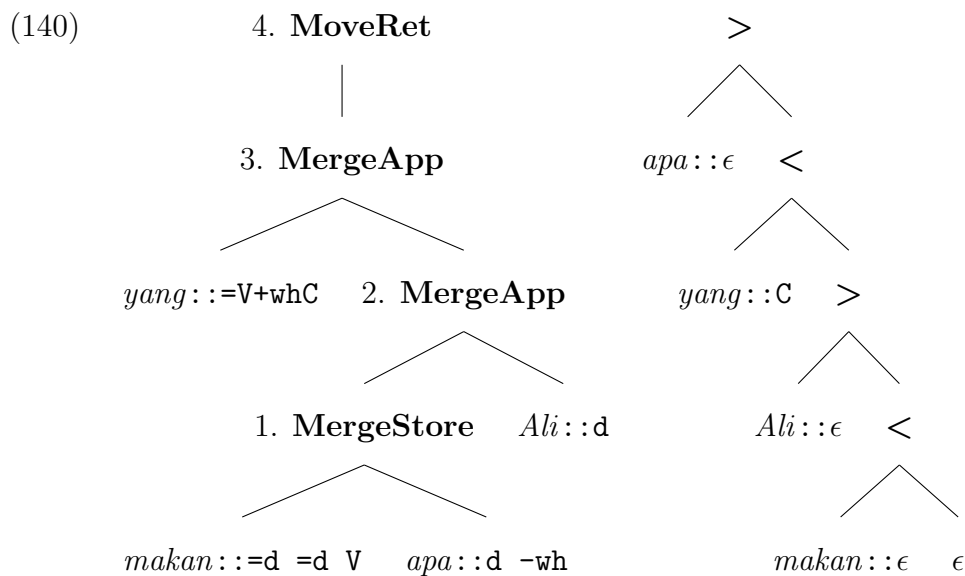 (140) 4. MoveRet >
3. MergeApp apa::ϵ <
yang::=V+whC 2. MergeApp yang::C >
1. MergeStore Ali::d Ali::ϵ <
makan::=d =d V apa::d -wh makan::ϵ ϵ